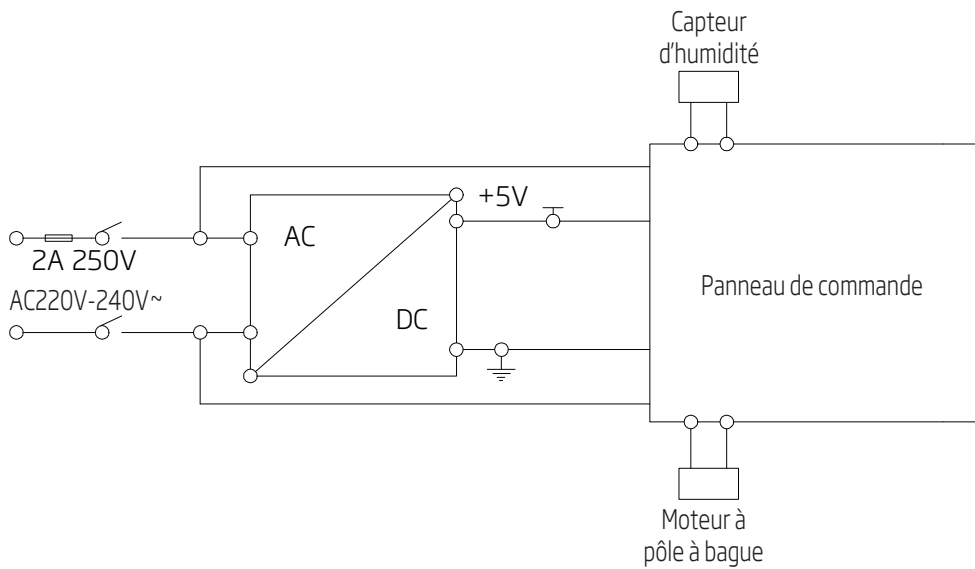 Capteur
d'humidité
+5V
AC
2A 250V
AC220V-240V~
DC
Panneau de commande
Moteur à
pôle à bague